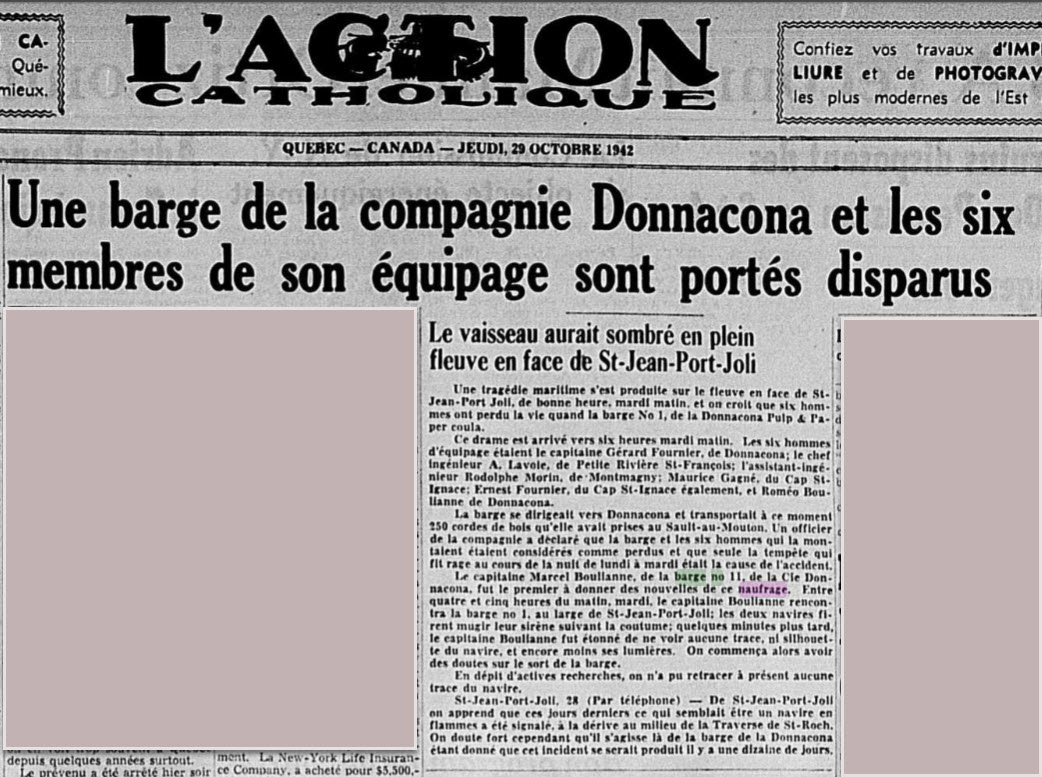 CA-
Qué-
mieux.
L'ACTION
CATHOLIQUE
Confiez vos travaux d'IMP
LIURE et de PHOTOGRAV
les plus modernes de l'Est
QUEBEC — CANADA — JEUDI, 29 OCTOBRE 1942
Une barge de la compagnie Donnacona et les six
membres de son équipage sont portés disparus
Le vaisseau aurait sombré en plein
fleuve en face de St-Jean-Port-Joli
Une tragédie maritime s'est produite sur le fleuve en face de St-
Jean-Port Joli, de bonne heure, mardi matin, et on croit que six hom-
mes ont perdu la vie quand la barge No 1, de la Donnacona Pulp & Pa-
per coula.
Ce drame est arrivé vers six heures mardi matin. Les six hommes
d'équipage étaient le capitaine Gérard Fournier, de Donnacona; le chef
ingénieur A. Lavoie, de Petite Rivière St-François; l'assistant-ingé-
nieur Rodolphe Morin, de Montmagny; Maurice Gagné, du Cap St-
Ignace; Ernest Fournier, du Cap St-Ignace également, et Roméo Bou-
lianne de Donnacona.
La barge se dirigeait vers Donnacona et transportait à ce moment
250 cordes de bois qu'elle avait prises au Sault-au-Mouton. Un officier
de la compagnie a déclaré que la barge et les six hommes qui la mon-
taient étaient considérés comme perdus et que seule la tempête qui
fit rage au cours de la nuit de lundi à mardi était la cause de l'accident.
Le capitaine Marcel Boulianne, de la barge no 11, de la Cie Don-
nacona, fut le premier à donner des nouvelles de ce naufrage. Entre
quatre et cinq heures du matin, mardi, le capitaine Boulianne rencon-
tra la barge no 1, au large de St-Jean-Port-Joli; les deux navires fi-
rent mugir leur sirène suivant la coutume; quelques minutes plus tard,
le capitaine Boulianne fut étonné de ne voir aucune trace, ni silhouet-
te du navire, et encore moins ses lumières. On commença alors avoir
des doutes sur le sort de la barge.
En dépit d'actives recherches, on n'a pu retracer à présent aucune
trace du navire.
St-Jean-Port-Joli, 28 (Par téléphone) — De St-Jean-Port-Joli
on apprend que ces jours derniers ce qui semblait être un navire en
flammes a été signalé, à la dérive au milieu de la Traverse de St-Roch.
On doute fort cependant qu'il s'agisse là de la barge de la Donnacona
étant donné que cet incident se serait produit il y a une dizaine de jours.
depuis quelques années surtout.
Le prévenu a été arrêté hier soir
ment. La New-York Life Insuran-
ce Company, a acheté pour $5,500,-